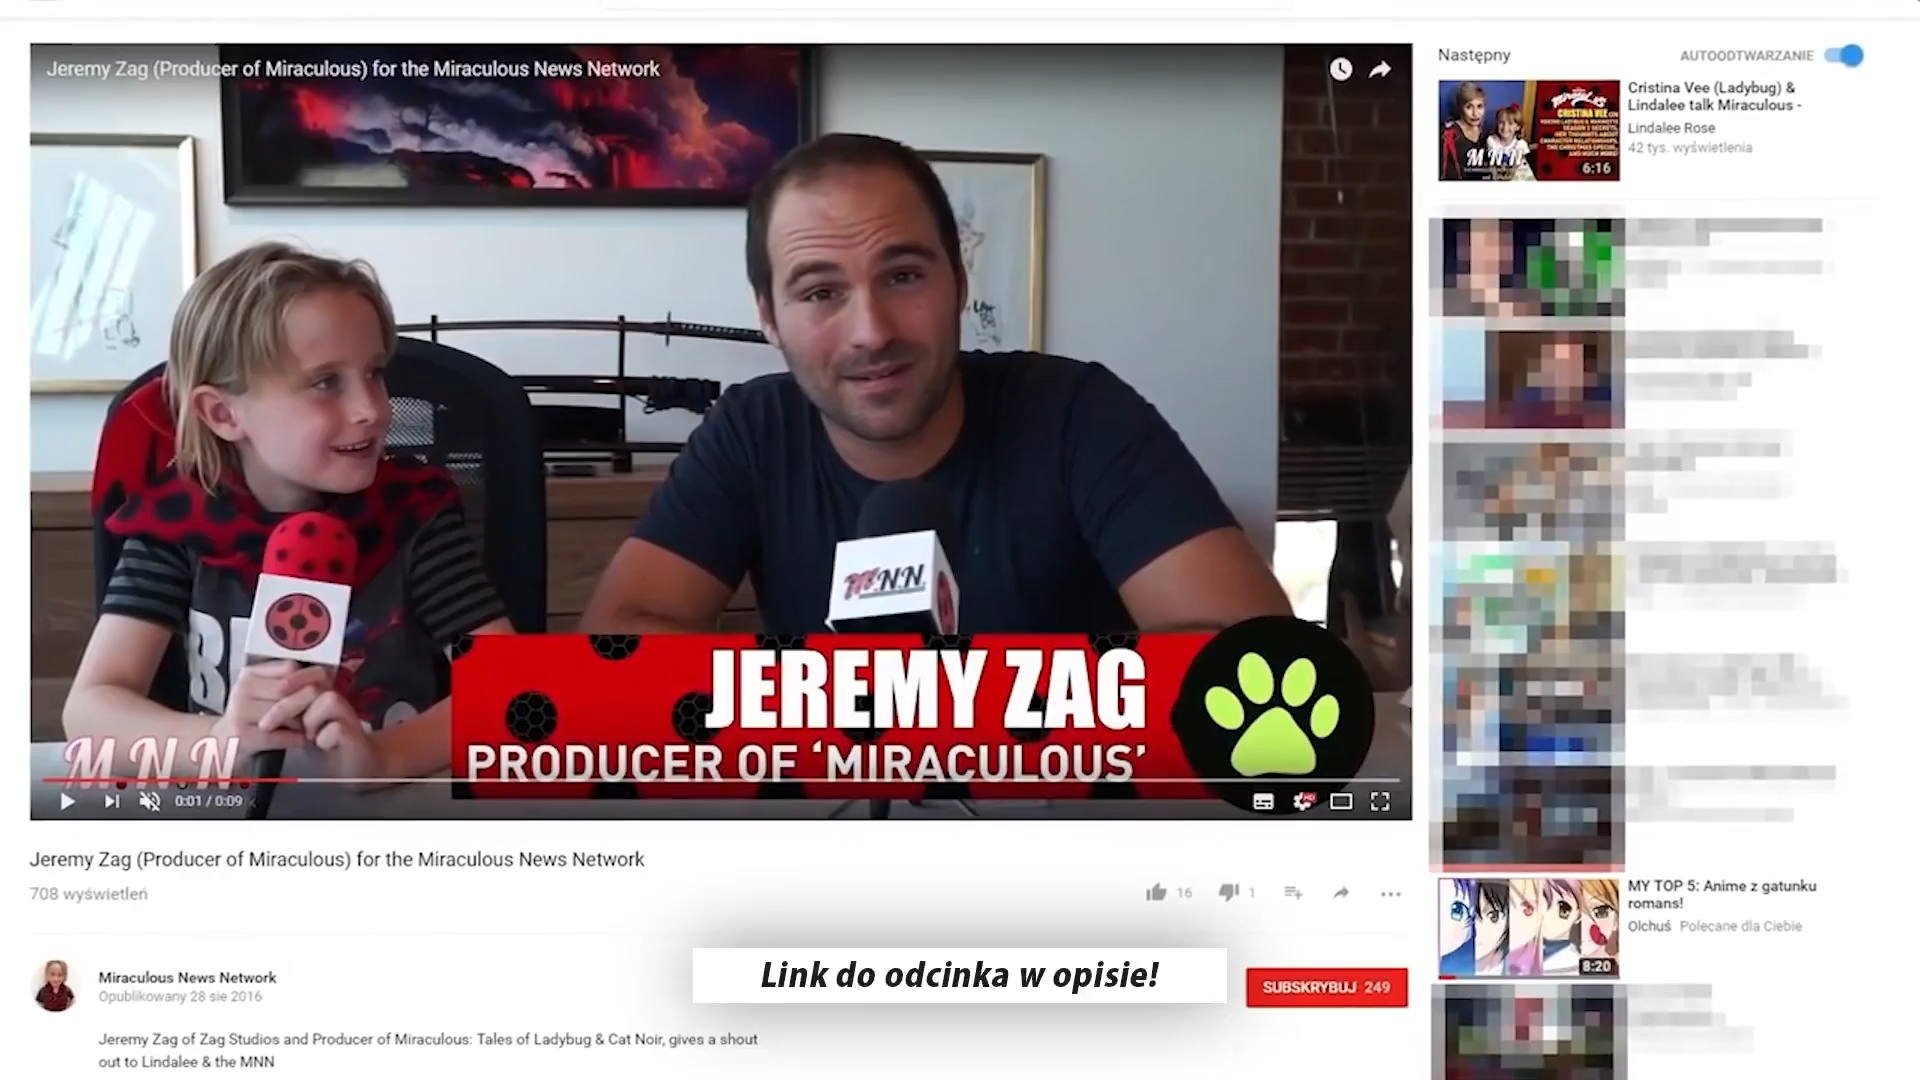 Jeremy Zag (Producer of Miraculous) for the Miraculous News Network
M.N.N.
JEREMY ZAG
PRODUCER OF ‘MIRACULOUS’
M.N.N.
0:01 / 0:09
HD
Jeremy Zag (Producer of Miraculous) for the Miraculous News Network
708 wyświetleń
16
1
Link do odcinka w opisie!
Miraculous News Network
Opublikowany 28 sie 2016
SUBSKRYBUJ 249
Jeremy Zag of Zag Studios and Producer of Miraculous: Tales of Ladybug & Cat Noir, gives a shout
out to Lindalee & the MNN
Następny
AUTOODTWARZANIE
CRISTINA VEE ON
M.N.N.
6:16
Cristina Vee (Ladybug) &
Lindalee talk Miraculous -
Lindalee Rose
42 tys. wyświetlenia
8:20
MY TOP 5: Anime z gatunku
romans!
Olchuś Polecane dla Ciebie